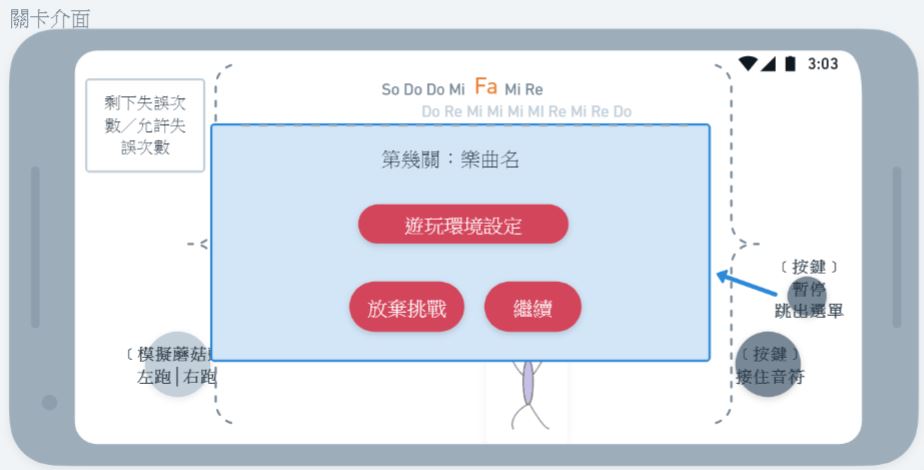 關卡介面
3:03
So Do Do Mi Fa Mi Re
Do Re Mi Mi Mi MI Re Mi Re Do
剩下失誤次
數／允許失
誤次數
第幾關：樂曲名
遊玩環境設定
放棄挑戰
繼續
﹝按鍵﹞
暫停
跳出選單
﹝模擬蘑菇
左跑|右跑
﹝按鍵﹞
接住音符